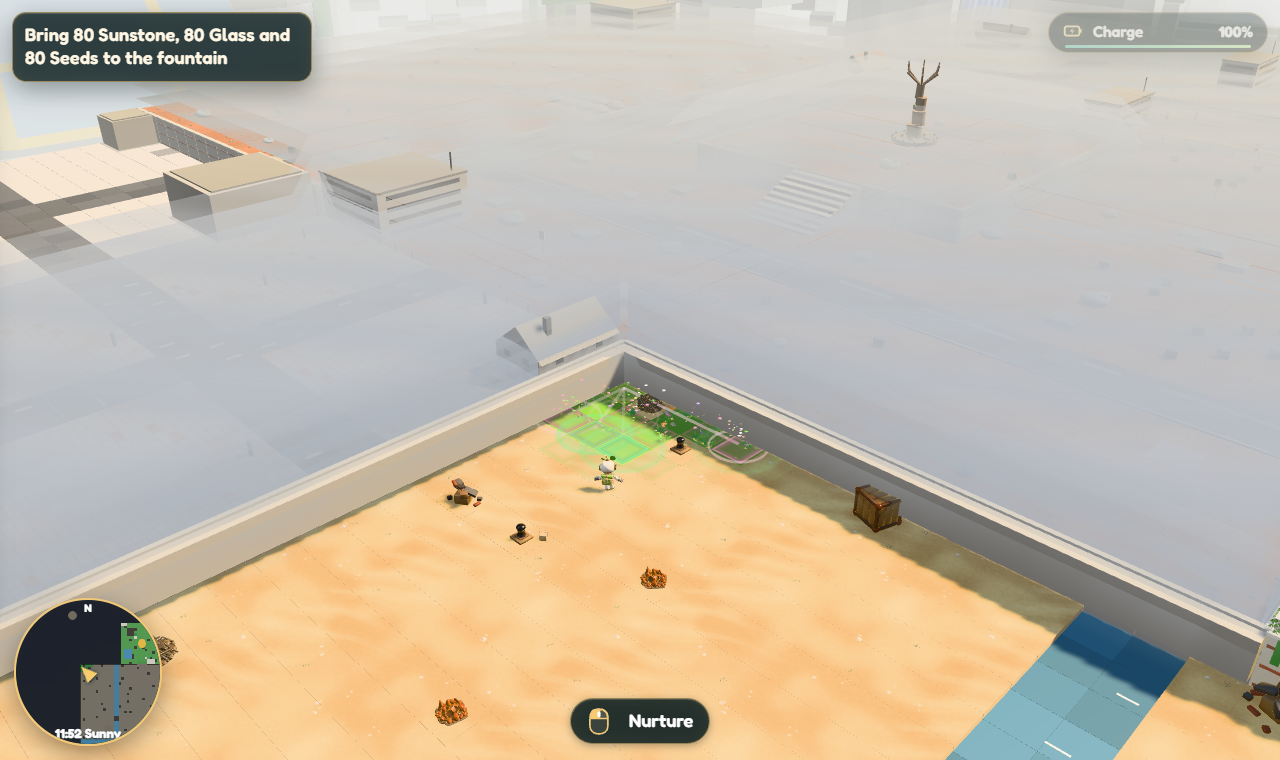 Bring 80 Sunstone, 80 Glass and
80 Seeds to the fountain
Charge 100%
N
11:52 Sunny
Nurture